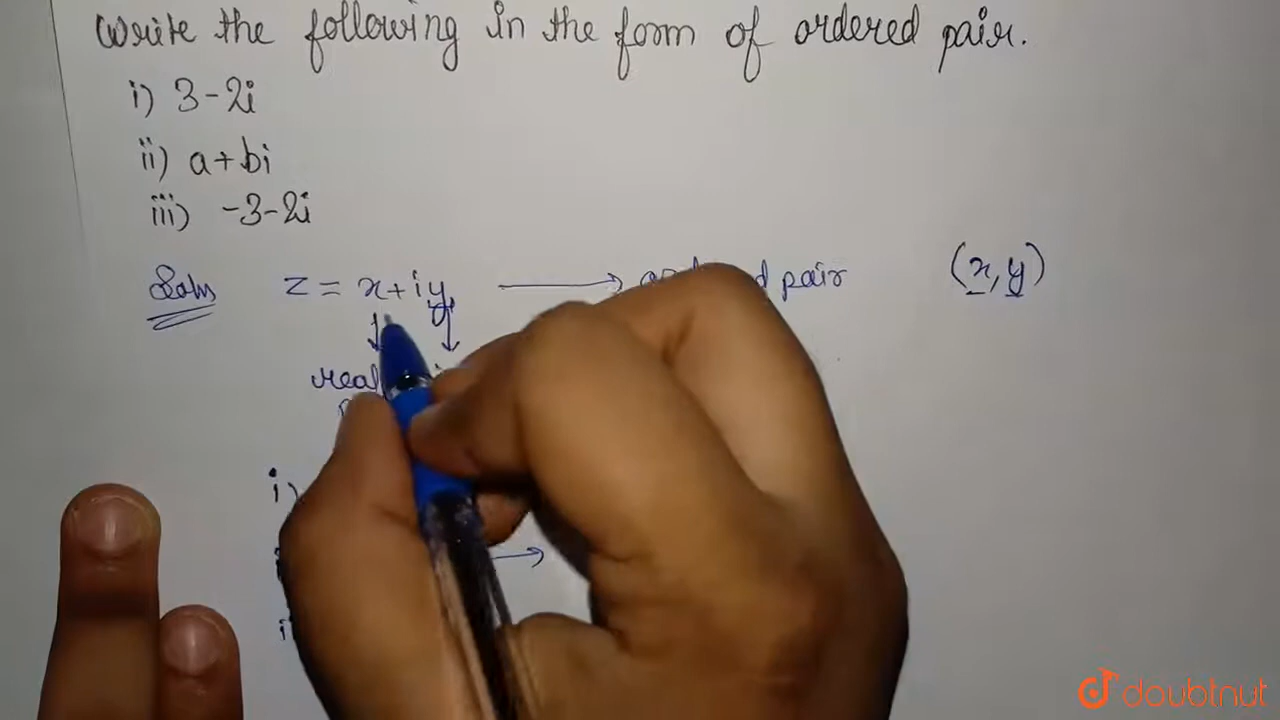 Write the following in the form of ordered pair.
i) 3-2i
ii) a+bi
iii) -3-2i
Soln z = x+iy → pair (x, y)
real
i)
doubtnut